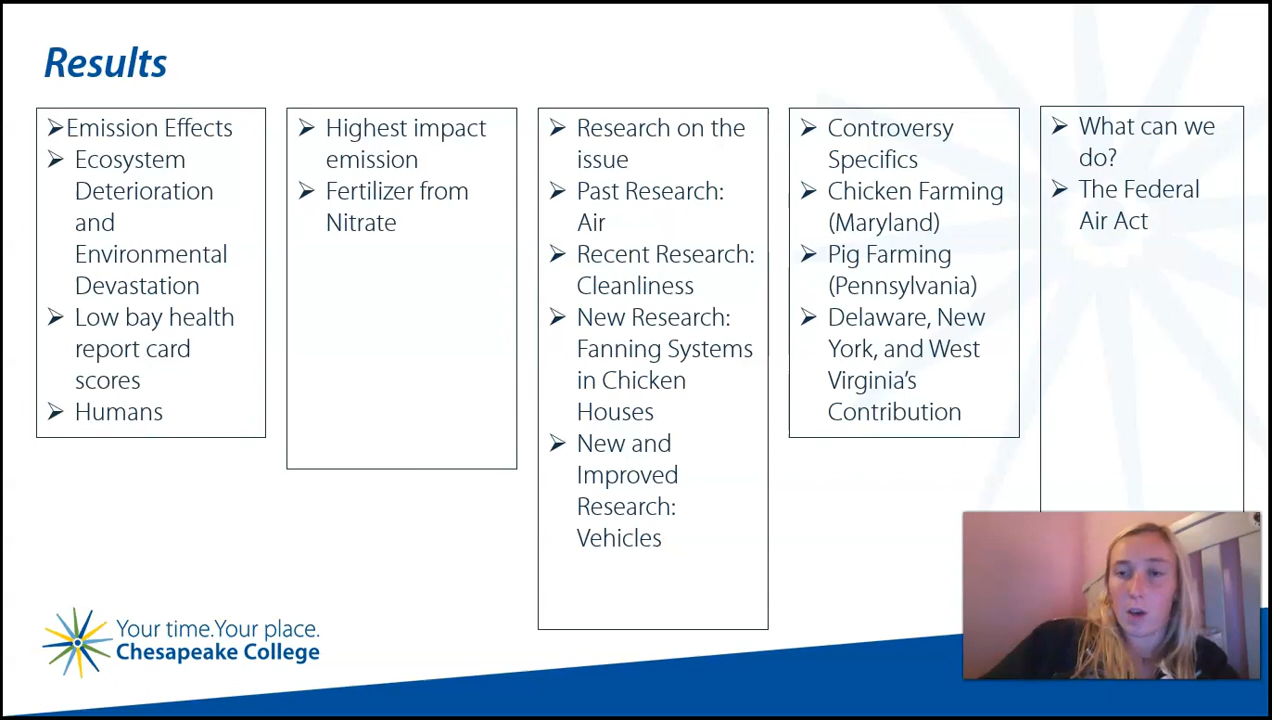 Results
Emission Effects
Ecosystem
Deterioration
and
Environmental
Devastation
Low bay health
report card
scores
Humans
Highest impact
emission
Fertilizer from
Nitrate
Research on the
issue
Past Research:
Air
Recent Research:
Cleanliness
New Research:
Fanning Systems
in Chicken
Houses
New and
Improved
Research:
Vehicles
Controversy
Specifics
Chicken Farming
(Maryland)
Pig Farming
(Pennsylvania)
Delaware, New
York, and West
Virginia's
Contribution
What can we
do?
The Federal
Air Act
Your time.Your place.
Chesapeake College